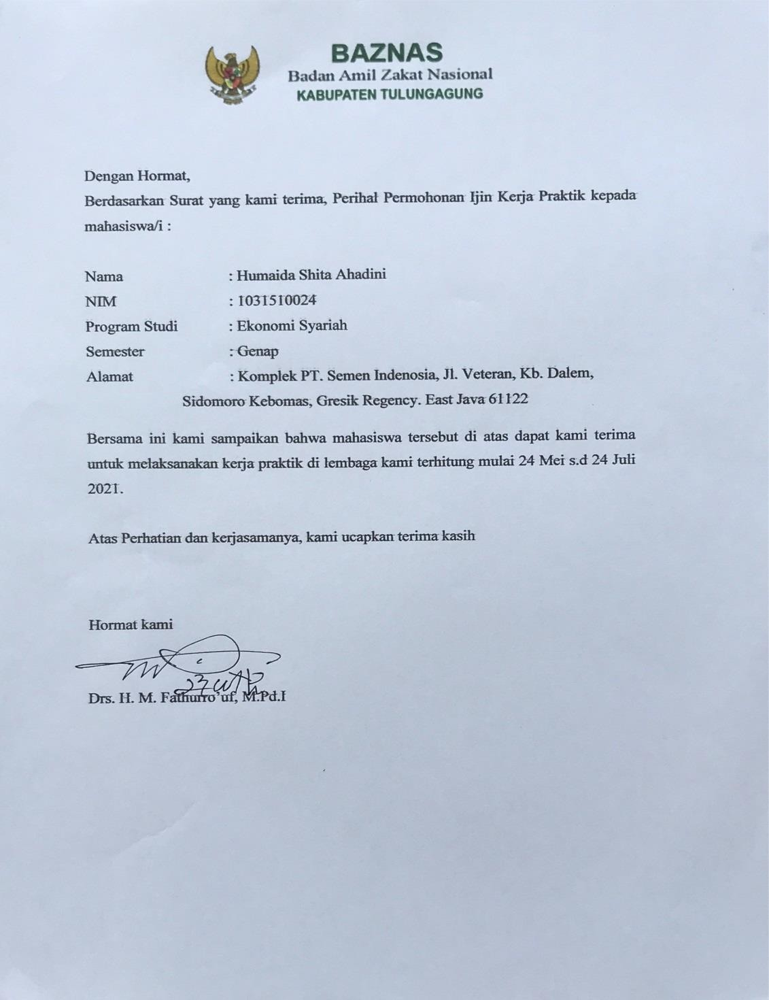 BAZNAS
Badan Amil Zakat Nasional
KABUPATEN TULUNGAGUNG
Dengan Hormat,
Berdasarkan Surat yang kami terima, Perihal Permohonan Ijin Kerja Praktik kepada
mahasiswa/i :
Nama : Humaida Shita Ahadini
NIM : 1031510024
Program Studi : Ekonomi Syariah
Semester : Genap
Alamat : Komplek PT. Semen Indenosia, Jl. Veteran, Kb. Dalem,
Sidomoro Kebomas, Gresik Regency. East Java 61122
Bersama ini kami sampaikan bahwa mahasiswa tersebut di atas dapat kami terima
untuk melaksanakan kerja praktik di lembaga kami terhitung mulai 24 Mei s.d 24 Juli
2021.
Atas Perhatian dan kerjasamanya, kami ucapkan terima kasih
Hormat kami
Drs. H. M. Fathurro'uf, M.Pd.I